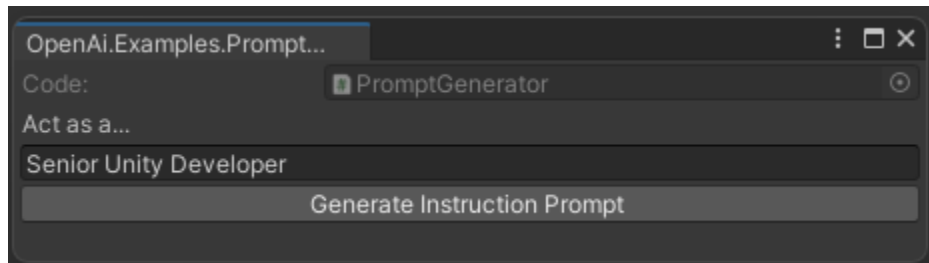 OpenAi.Examples.Prompt...
Code: PromptGenerator
Act as a...
Senior Unity Developer
Generate Instruction Prompt